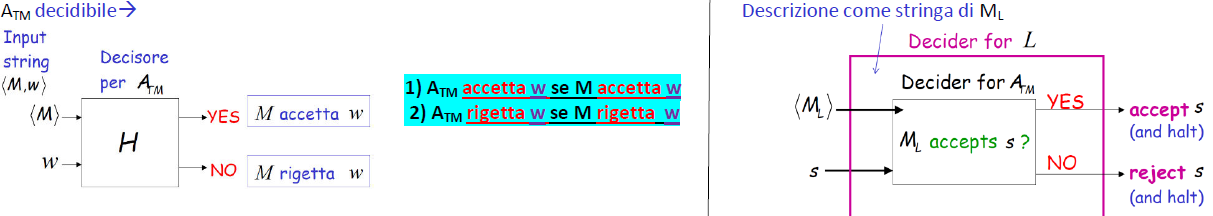 A_TM decidibile→
Input
string
⟨M,w⟩
Decisore
per A_TM
⟨M⟩
w
H
YES
M accetta w
NO
M rigetta w
1) A_TM accetta w se M accetta w
2) A_TM rigetta w se M rigetta w
Descrizione come stringa di M_L
Decider for L
Decider for A_TM
⟨M_L⟩
s
M_L accepts s ?
YES
accept s
(and halt)
NO
reject s
(and halt)